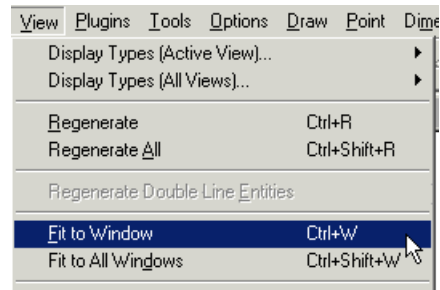 View Plugins Tools Options Draw Point Dime
Display Types (Active View)...
Display Types (All Views)...
Regenerate Ctrl+R
Regenerate All Ctrl+Shift+R
Regenerate Double Line Entities
Fit to Window Ctrl+W
Fit to All Windows Ctrl+Shift+W